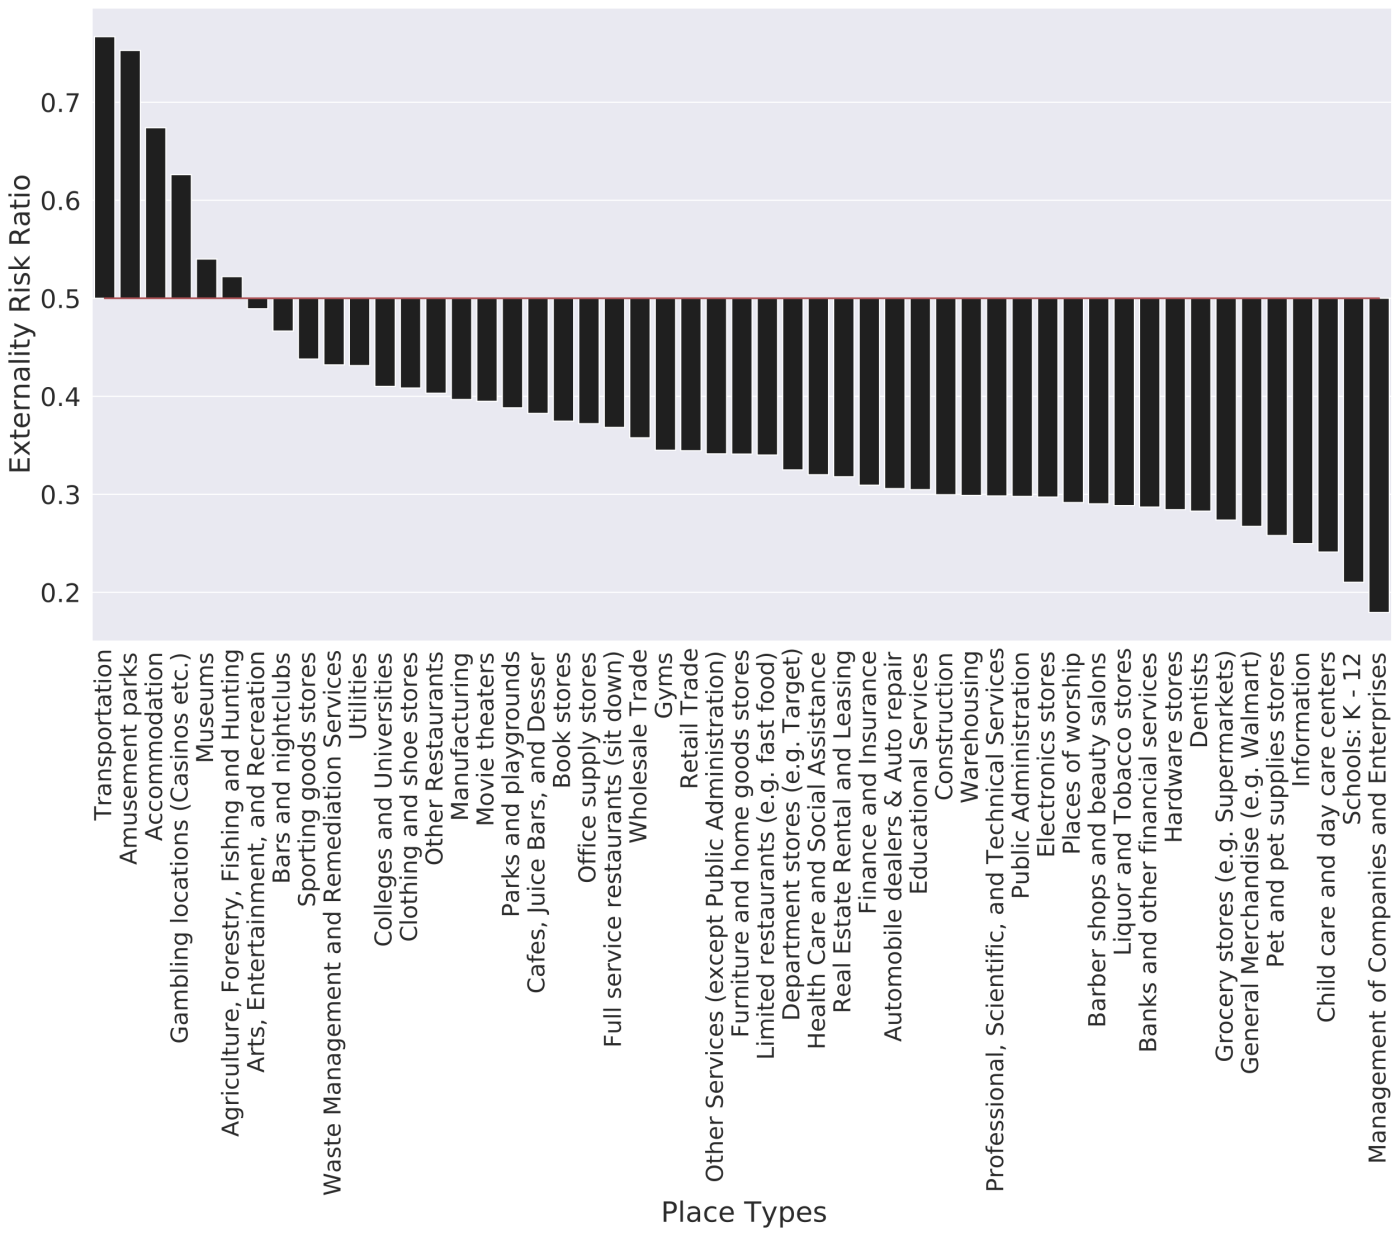 Externality Risk Ratio
0.7
0.6
0.5
0.4
0.3
0.2
Transportation
Amusement parks
Accommodation
Gambling locations (Casinos etc.)
Museums
Agriculture, Forestry, Fishing and Hunting
Arts, Entertainment, and Recreation
Bars and nightclubs
Sporting goods stores
Waste Management and Remediation Services
Utilities
Colleges and Universities
Clothing and shoe stores
Other Restaurants
Manufacturing
Movie theaters
Parks and playgrounds
Cafes, Juice Bars, and Desser
Book stores
Office supply stores
Full service restaurants (sit down)
Wholesale Trade
Gyms
Retail Trade
Other Services (except Public Administration)
Furniture and home goods stores
Limited restaurants (e.g. fast food)
Department stores (e.g. Target)
Health Care and Social Assistance
Real Estate Rental and Leasing
Finance and Insurance
Automobile dealers & Auto repair
Educational Services
Construction
Warehousing
Professional, Scientific, and Technical Services
Public Administration
Electronics stores
Places of worship
Barber shops and beauty salons
Liquor and Tobacco stores
Banks and other financial services
Hardware stores
Dentists
Grocery stores (e.g. Supermarkets)
General Merchandise (e.g. Walmart)
Pet and pet supplies stores
Information
Child care and day care centers
Schools: K - 12
Management of Companies and Enterprises
Place Types